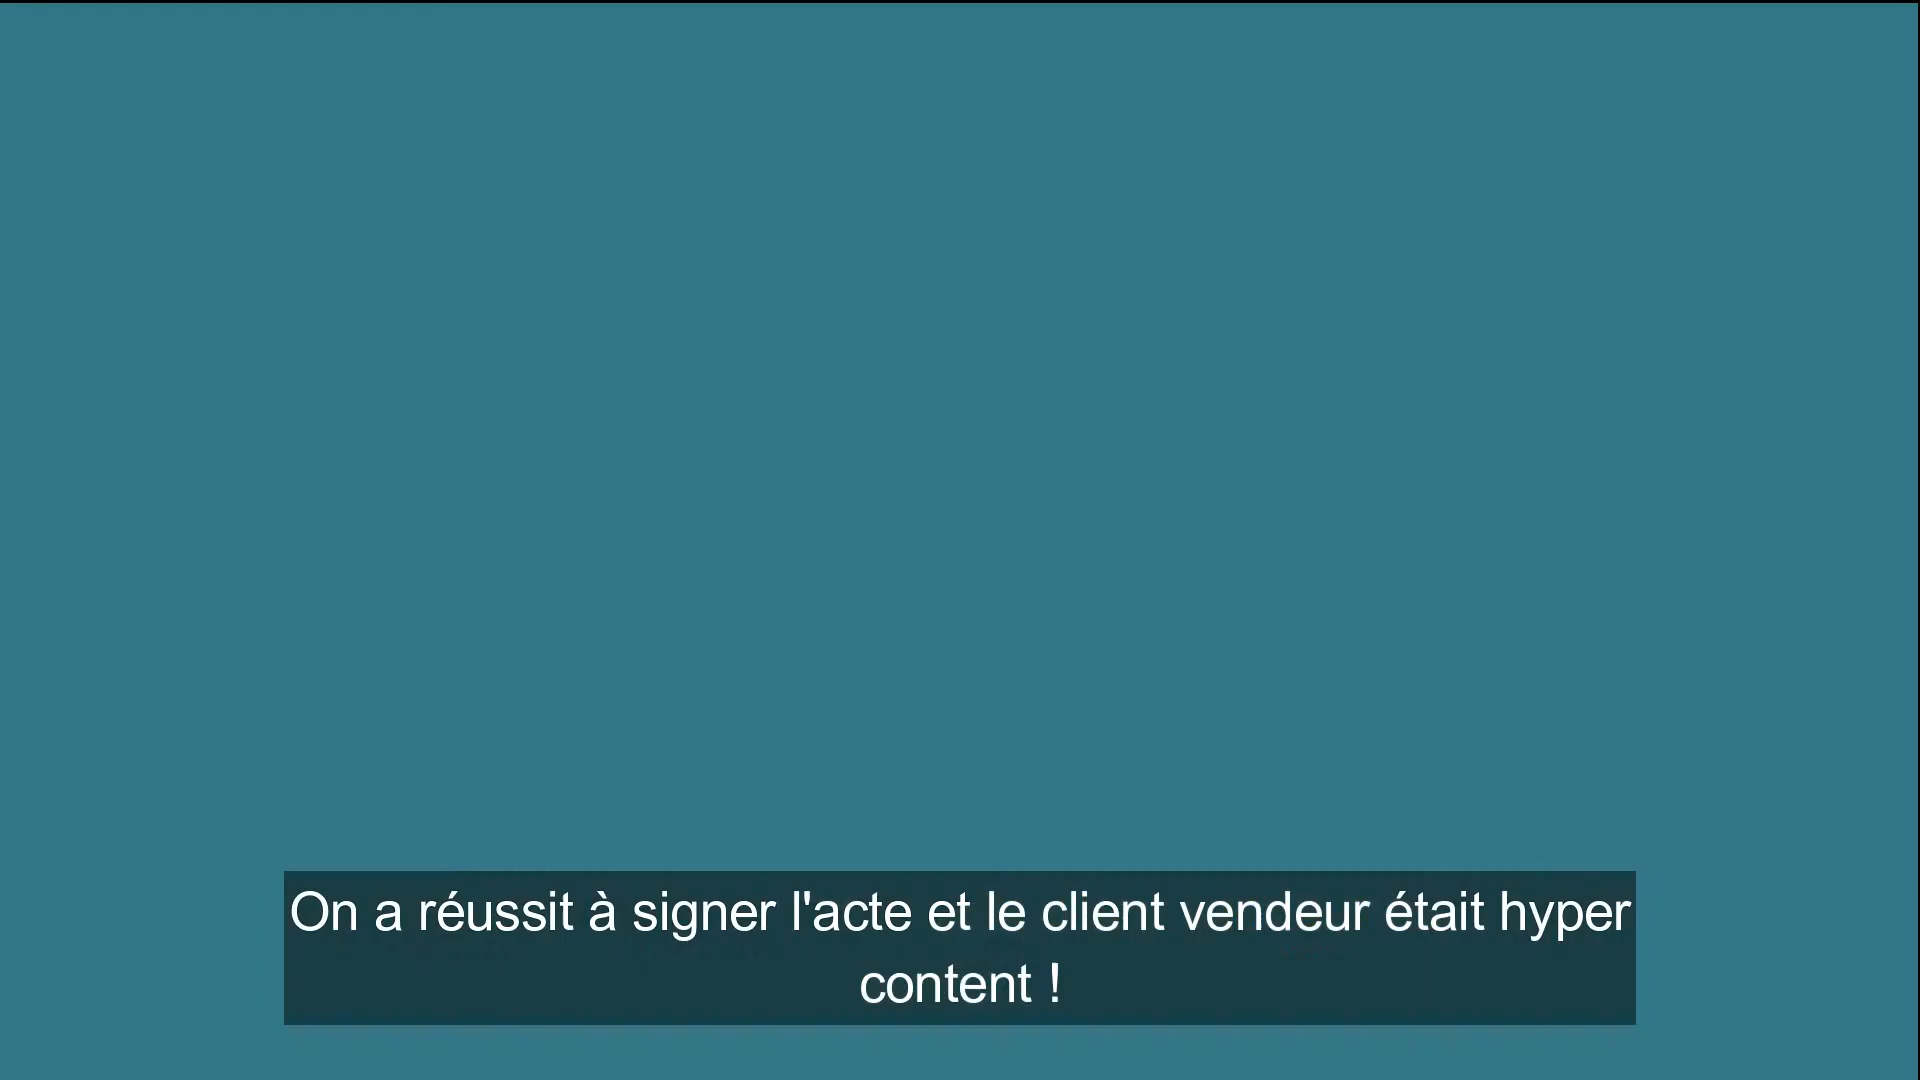 On a réussit à signer l'acte et le client vendeur était hyper
content !